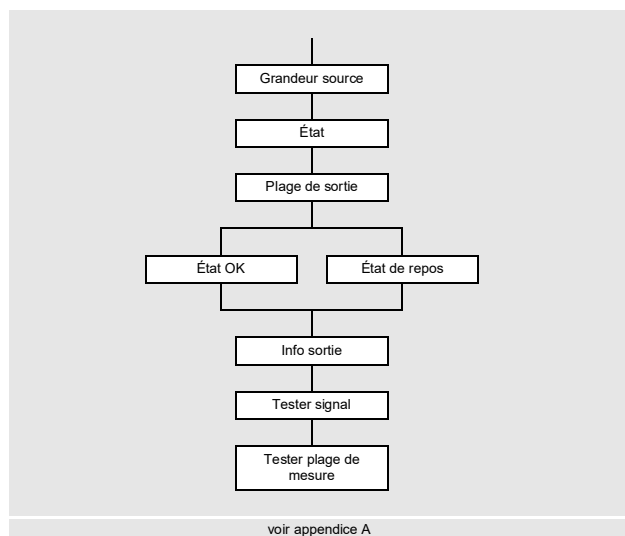 Grandeur source
État
Plage de sortie
État OK
État de repos
Info sortie
Tester signal
Tester plage de
mesure
voir appendice A